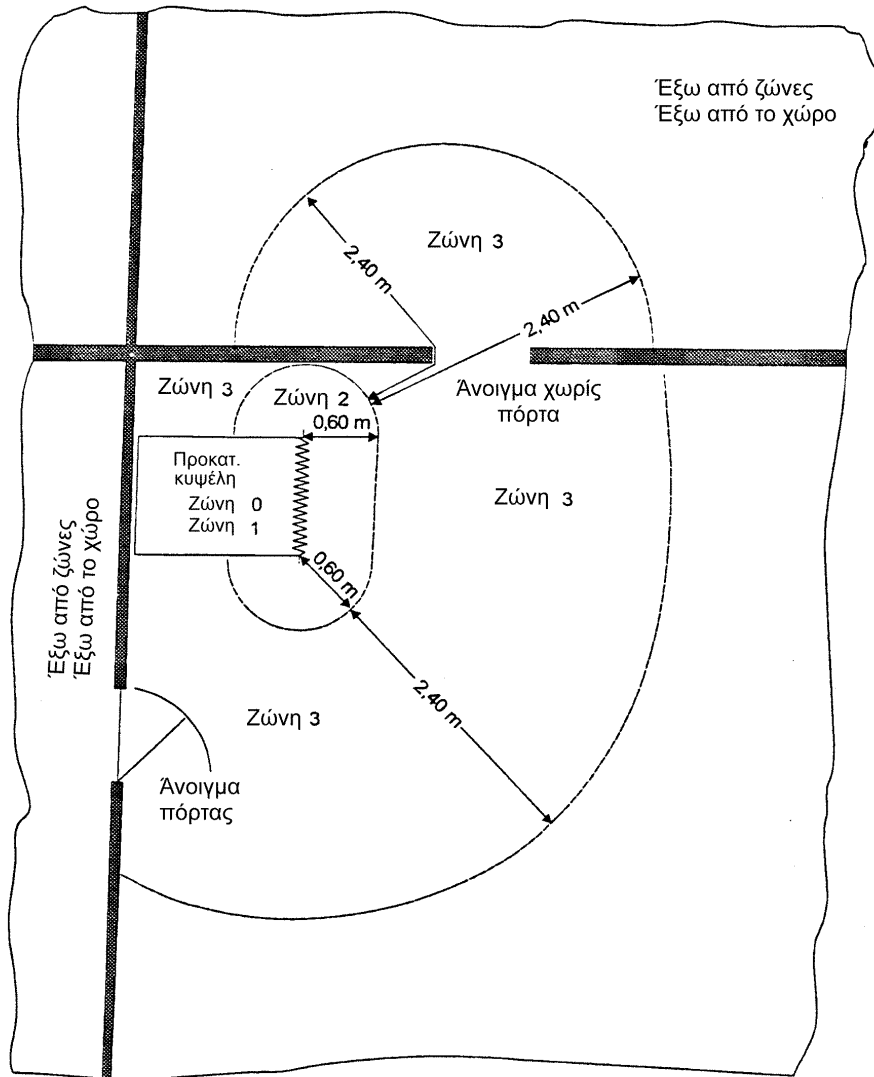 Έξω από ζώνες
Έξω από το χώρο
Ζώνη 3
2,40 m
2,40 m
Ζώνη 3
Ζώνη 2
Άνοιγμα χωρίς
πόρτα
0,60 m
Προκατ.
κυψέλη
Ζώνη 0
Ζώνη 1
Ζώνη 3
Έξω από ζώνες
Έξω από το χώρο
0,60 m
2,40 m
Ζώνη 3
Άνοιγμα
πόρτας